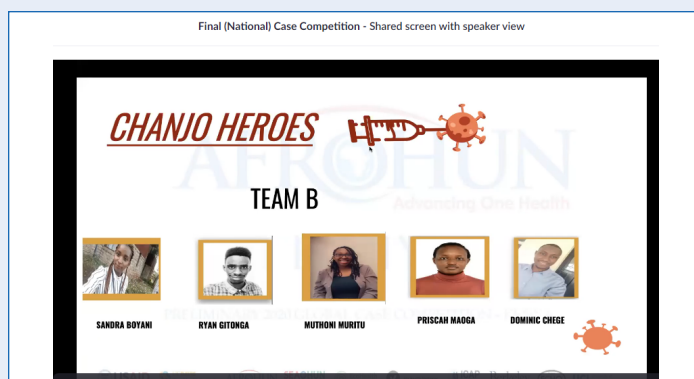 Final (National) Case Competition - Shared screen with speaker view
CHANJO HEROES
AFROHUN
Advancing One Health
TEAM B
SANDRA BOYANI
RYAN GITONGA
MUTHONI MURITU
PRISCAH MAOGA
DOMINIC CHEGE